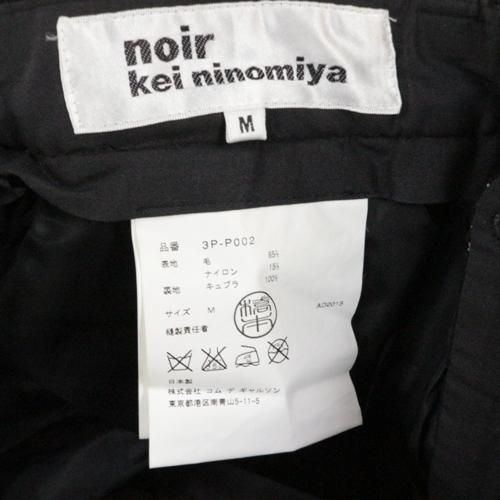 noir
kei ninomiya
M
品番 3P-P002
表地 毛 85%
ナイロン 15%
裏地 キュプラ 100%
サイズ M AD2018
縫製責任者 橋本
日本製
株式会社 コム デ ギャルソン
東京都港区南青山5-11-5